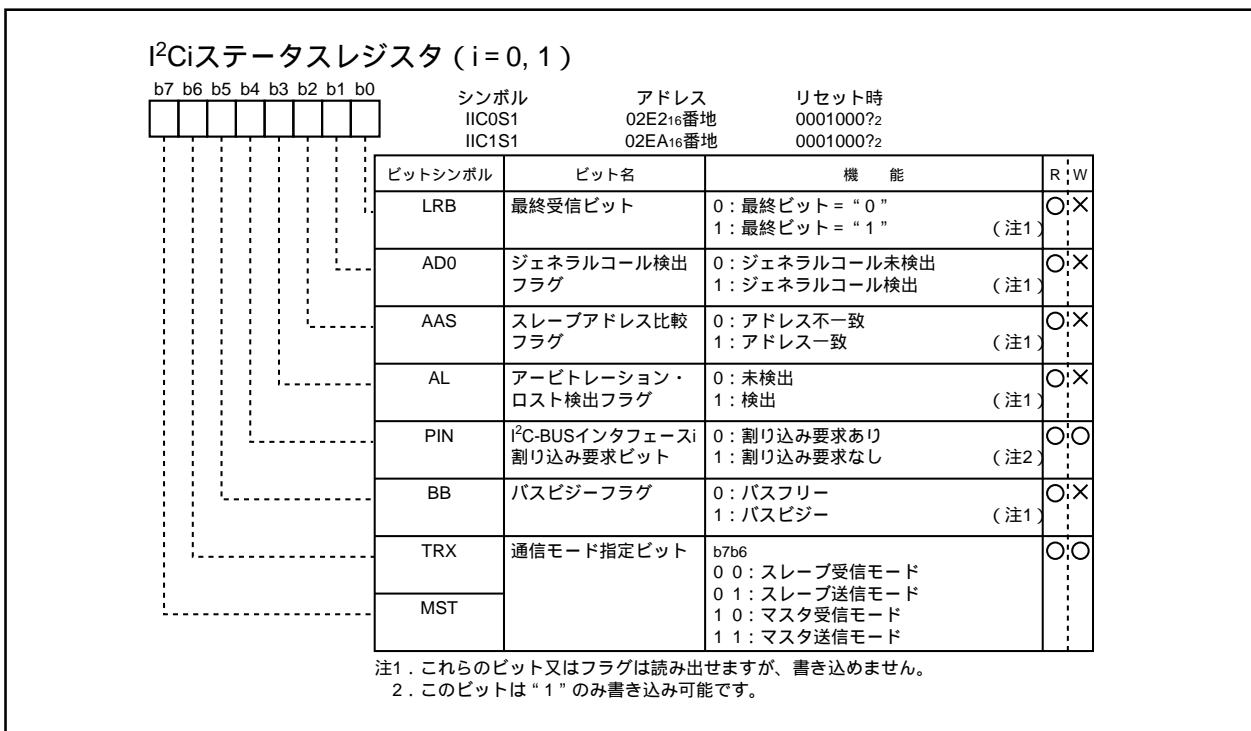 I²Ciステータスレジスタ（i = 0, 1）
b7 b6 b5 b4 b3 b2 b1 b0
シンボル アドレス リセット時
IIC0S1 02E2₁₆番地 0001000?₂
IIC1S1 02EA₁₆番地 0001000?₂
ビットシンボル ビット名 機　能 R W
LRB 最終受信ビット 0：最終ビット＝“0” ○ ×
1：最終ビット＝“1” （注1）
AD0 ジェネラルコール検出 0：ジェネラルコール未検出 ○ ×
フラグ 1：ジェネラルコール検出 （注1）
AAS スレーブアドレス比較 0：アドレス不一致 ○ ×
フラグ 1：アドレス一致 （注1）
AL アービトレーション・ 0：未検出 ○ ×
ロスト検出フラグ 1：検出 （注1）
PIN I²C-BUSインタフェースi 0：割り込み要求あり ○ ○
割り込み要求ビット 1：割り込み要求なし （注2）
BB バスビジーフラグ 0：バスフリー ○ ×
1：バスビジー （注1）
TRX 通信モード指定ビット b7b6 ○ ○
0 0：スレーブ受信モード
0 1：スレーブ送信モード
MST 1 0：マスタ受信モード
1 1：マスタ送信モード
注1．これらのビット又はフラグは読み出せますが、書き込めません。
2．このビットは“1”のみ書き込み可能です。